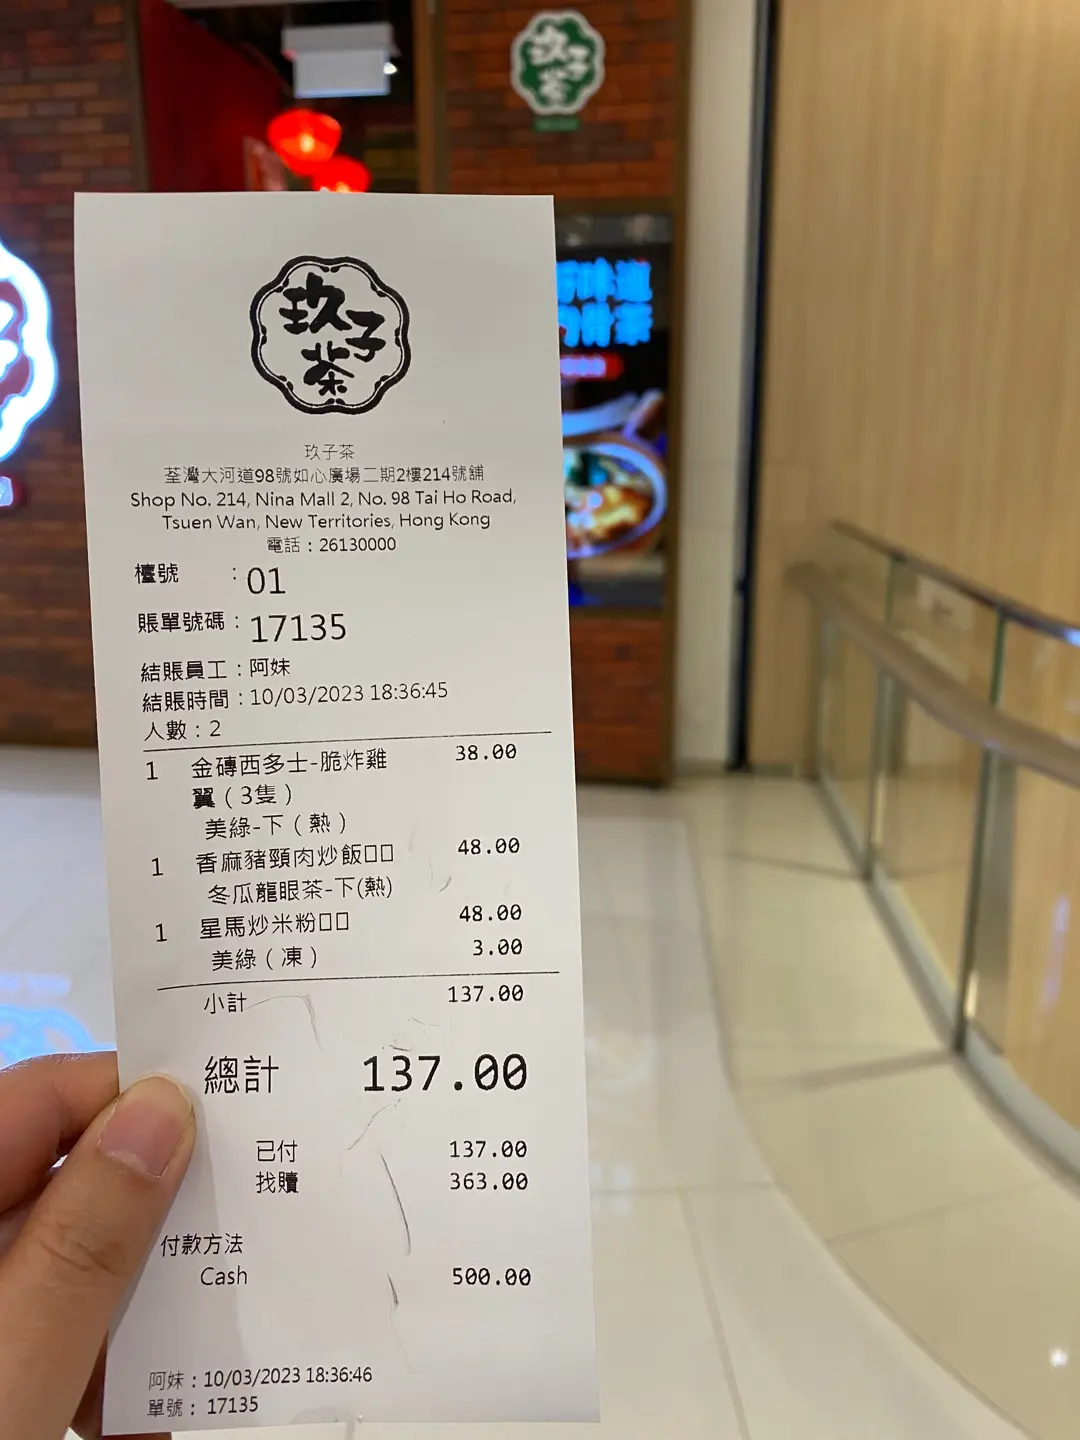 玖子茶
玖子茶
玖子茶
荃灣大河道98號如心廣場二期2樓214號舖
Shop No. 214, Nina Mall 2, No. 98 Tai Ho Road,
Tsuen Wan, New Territories, Hong Kong
電話：26130000
檯號 ：01
賬單號碼：17135
結賬員工：阿妹
結賬時間：10/03/2023 18:36:45
人數：2
1 金磚西多士-脆炸雞 38.00
翼（3隻）
美綠-下（熱）
1 香麻豬頸肉炒飯□□ 48.00
冬瓜龍眼茶-下(熱)
1 星馬炒米粉□□ 48.00
美綠（凍） 3.00
小計 137.00
總計 137.00
已付 137.00
找贖 363.00
付款方法
Cash 500.00
阿妹：10/03/2023 18:36:46
單號： 17135